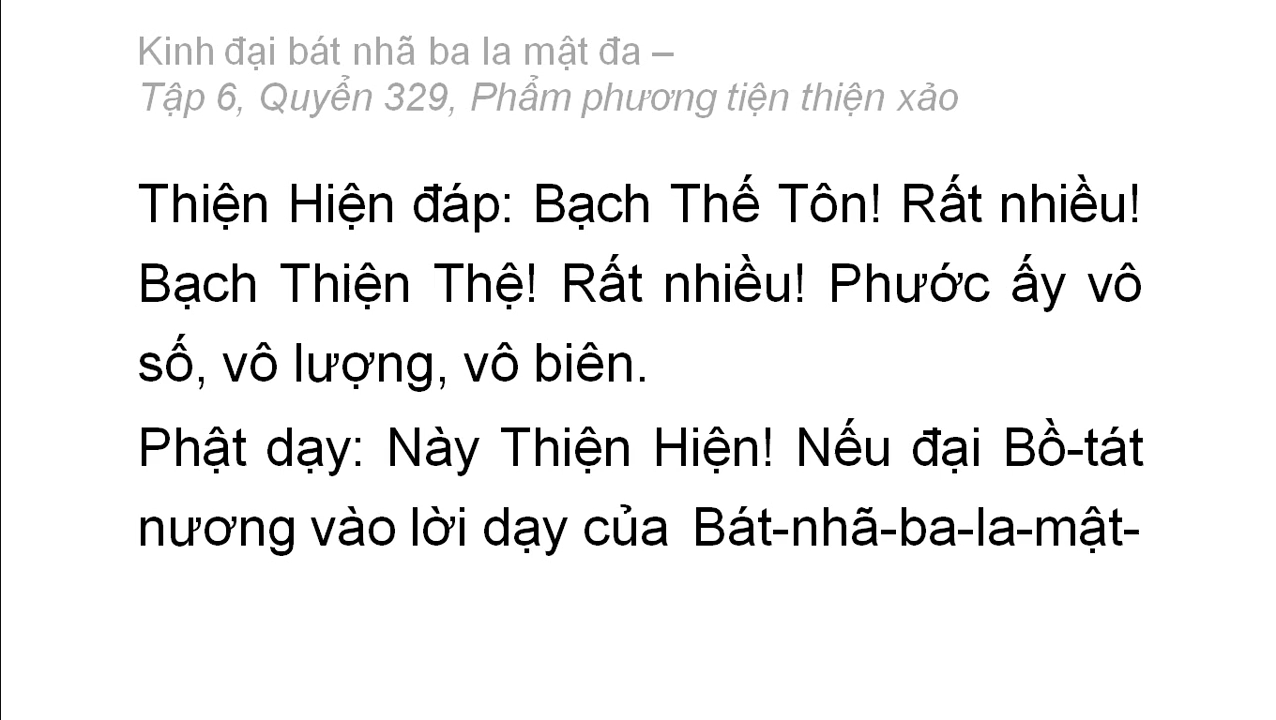 Kinh đại bát nhã ba la mật đa –
Tập 6, Quyển 329, Phẩm phương tiện thiện xảo
Thiện Hiện đáp: Bạch Thế Tôn! Rất nhiều!
Bạch Thiện Thệ! Rất nhiều! Phước ấy vô
số, vô lượng, vô biên.
Phật dạy: Này Thiện Hiện! Nếu đại Bồ-tát
nương vào lời dạy của Bát-nhã-ba-la-mật-